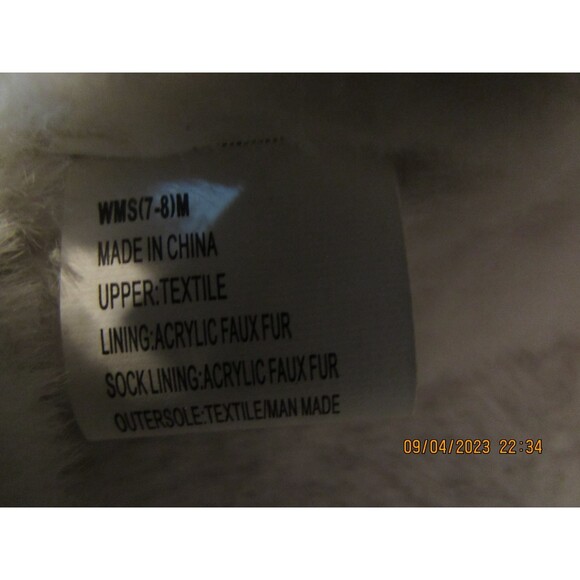 WMS(7-8)M
MADE IN CHINA
UPPER:TEXTILE
LINING:ACRYLIC FAUX FUR
SOCK LINING:ACRYLIC FAUX FUR
OUTERSOLE:TEXTILE/MAN MADE
09/04/2023 22:34